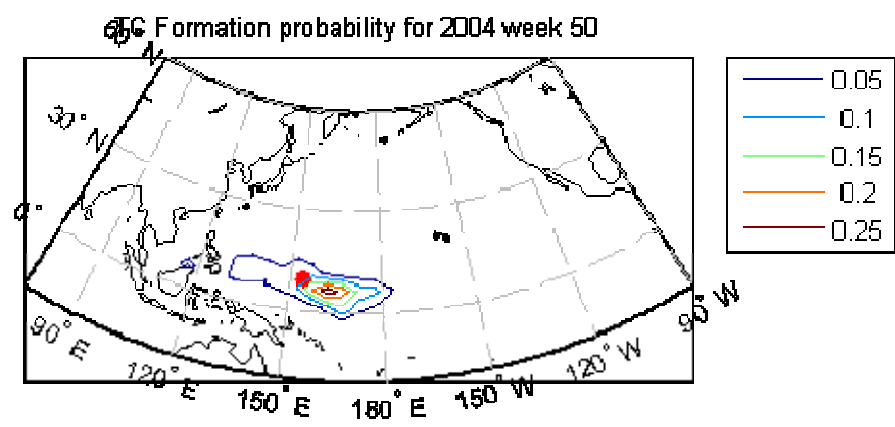 TC Formation probability for 2004 week 50
60° N
30° N
0°
90° E
120° E
150° E
180° E
150° W
120° W
90° W
0.05
0.1
0.15
0.2
0.25